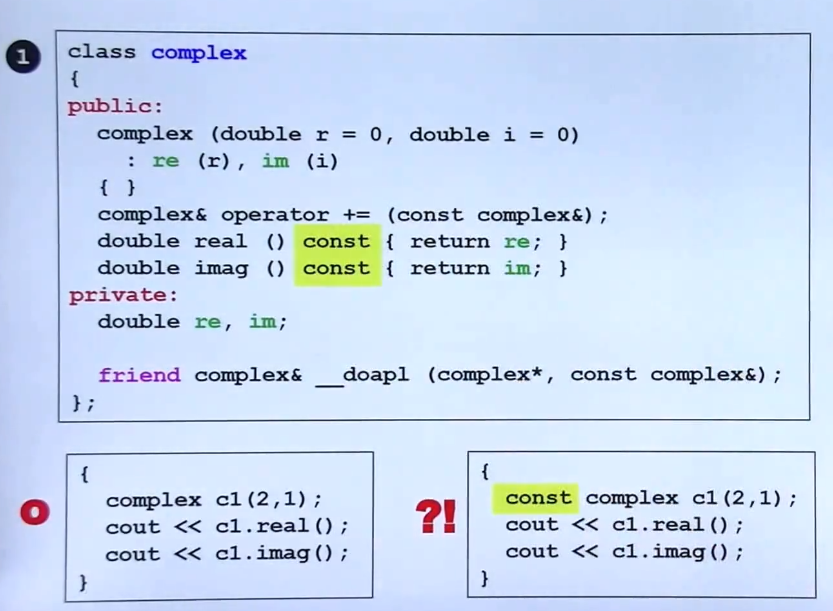 1
class complex
{
public:
complex (double r = 0, double i = 0)
: re (r), im (i)
{ }
complex& operator += (const complex&);
double real () const { return re; }
double imag () const { return im; }
private:
double re, im;
friend complex& __doapl (complex*, const complex&);
};
O
{
complex c1(2,1);
cout << c1.real();
cout << c1.imag();
}
?!
{
const complex c1(2,1);
cout << c1.real();
cout << c1.imag();
}